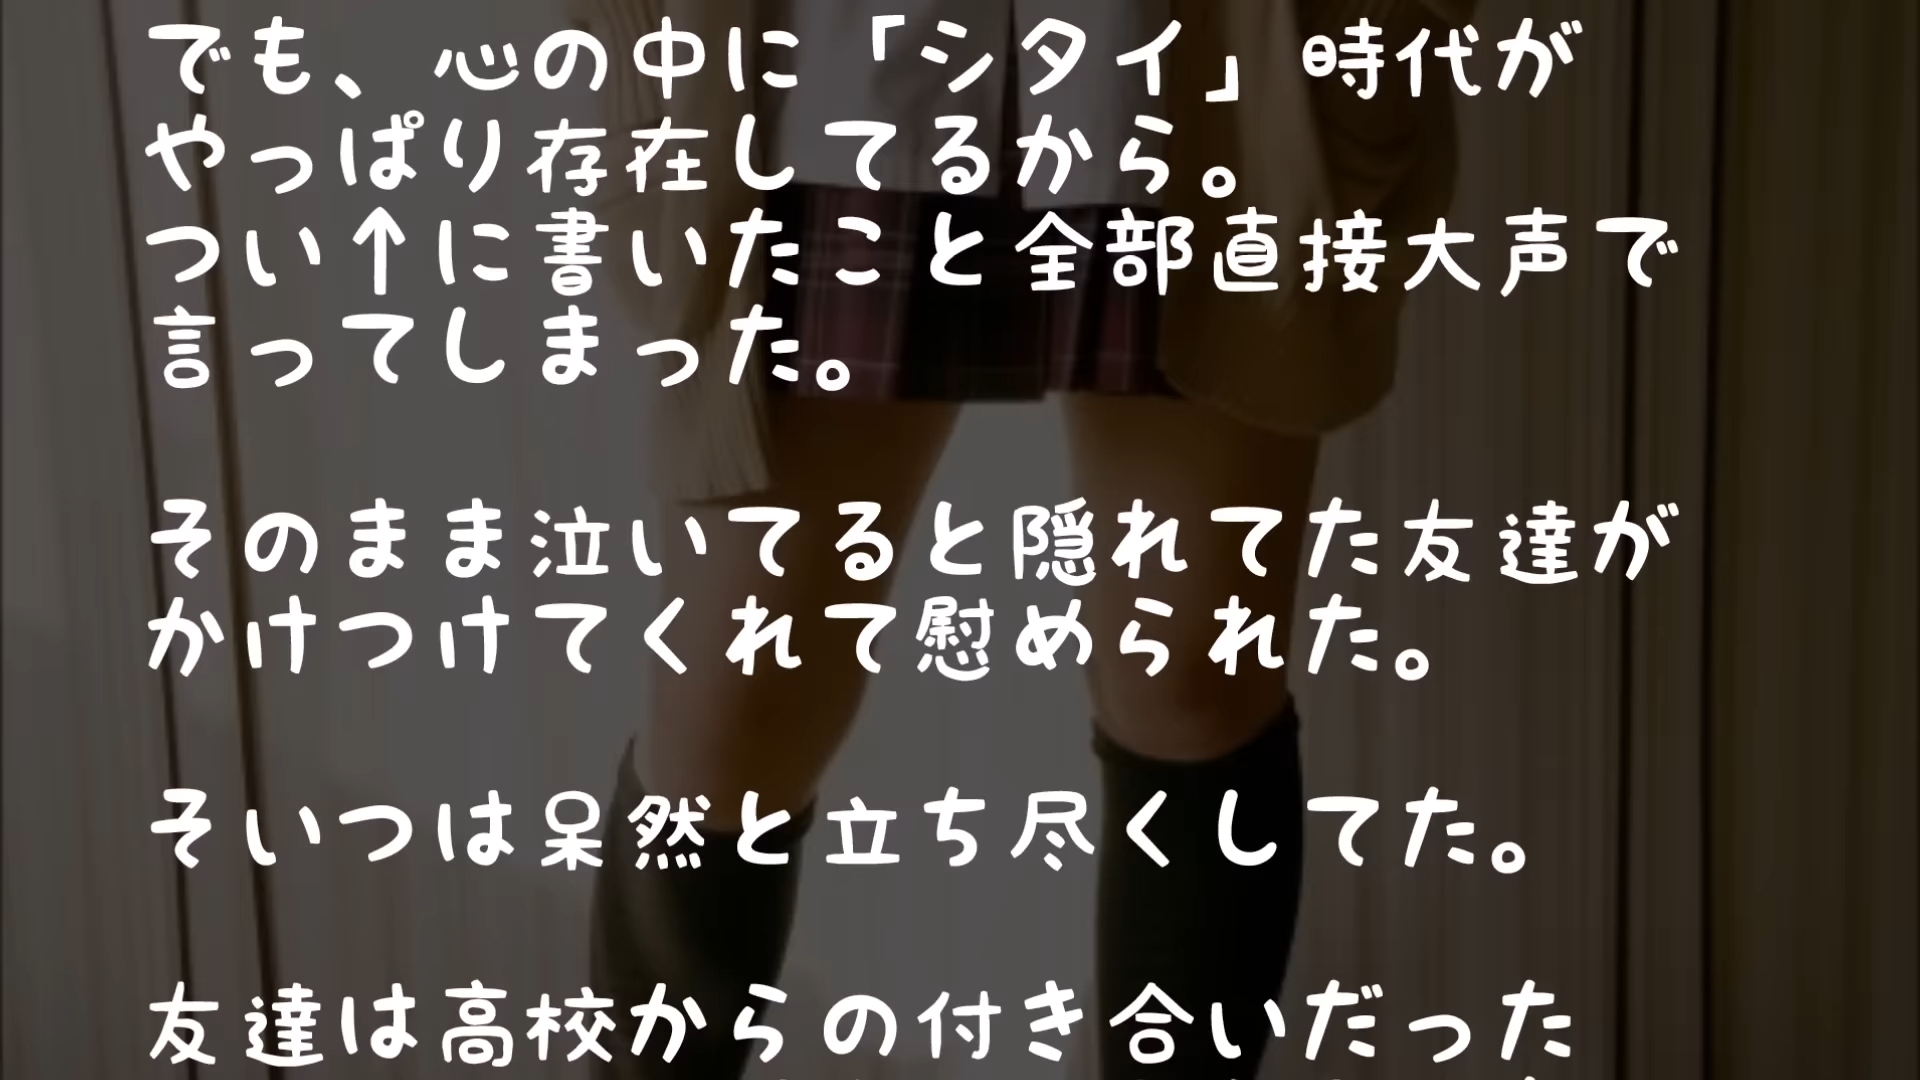 でも、心の中に「シタイ」時代が
やっぱり存在してるから。
つい↑に書いたこと全部直接大声で
言ってしまった。
そのまま泣いてると隠れてた友達が
かけつけてくれて慰められた。
そいつは呆然と立ち尽くしてた。
友達は高校からの付き合いだった